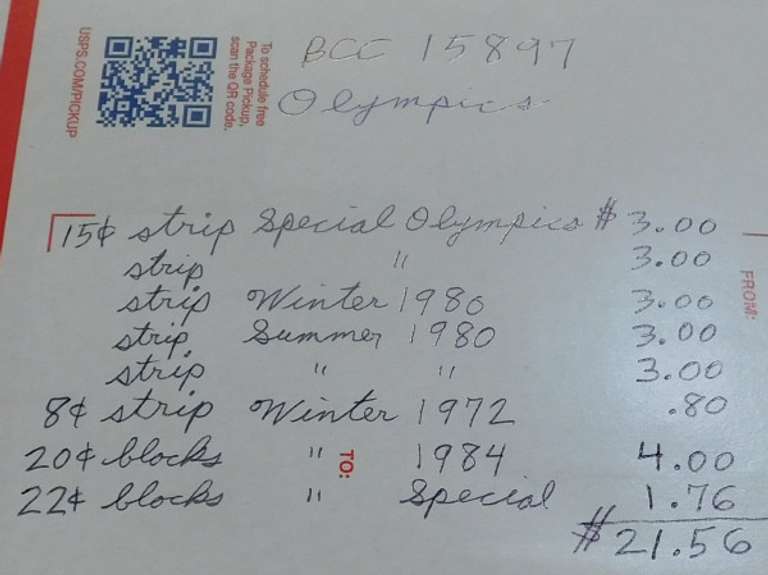 USPS.COM/PICKUP
To schedule free
Package Pickup,
scan the QR code.
BCC 15897
Olympics
15¢ strip Special Olympics $ 3.00
strip " 3.00
strip Winter 1980 3.00
strip Summer 1980 3.00
strip " " 3.00
8¢ strip Winter 1972 .80
20¢ blocks " 1984 4.00
22¢ blocks " Special 1.76
$ 21.56
FROM:
TO: